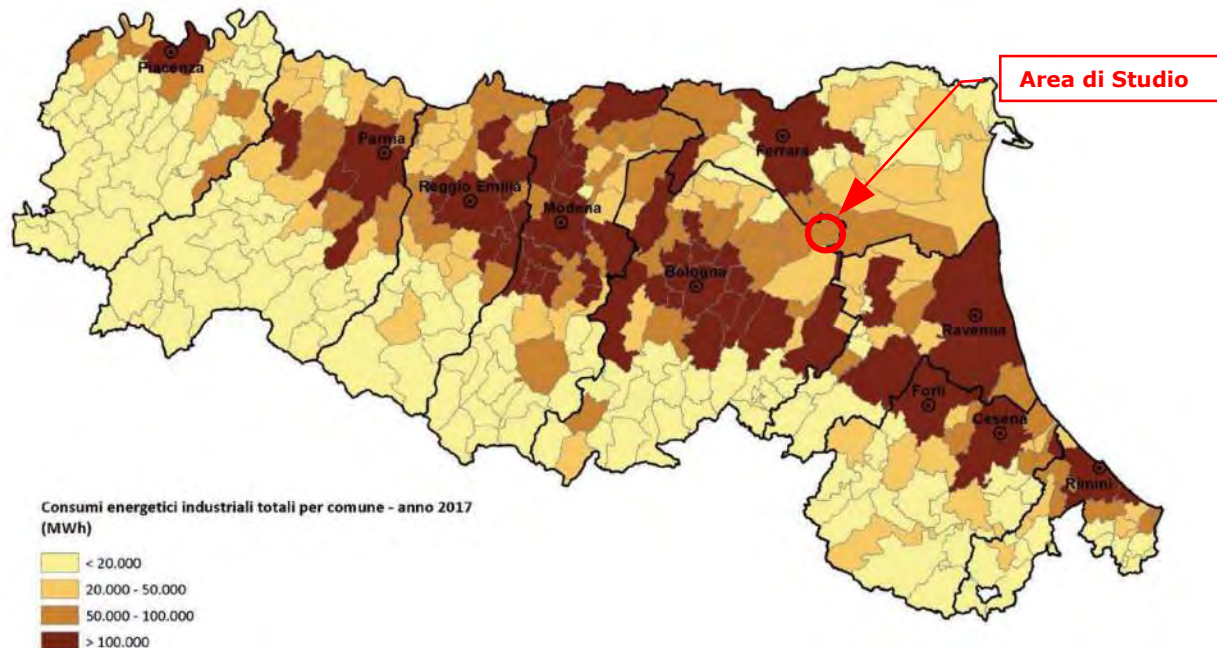 Area di Studio
Piacenza
Parma
Ferrara
Reggio Emilia
Modena
Bologna
Ravenna
Forlì
Cesena
Rimini
Consumi energetici industriali totali per comune - anno 2017
(MWh)
< 20.000
20.000 - 50.000
50.000 - 100.000
> 100.000